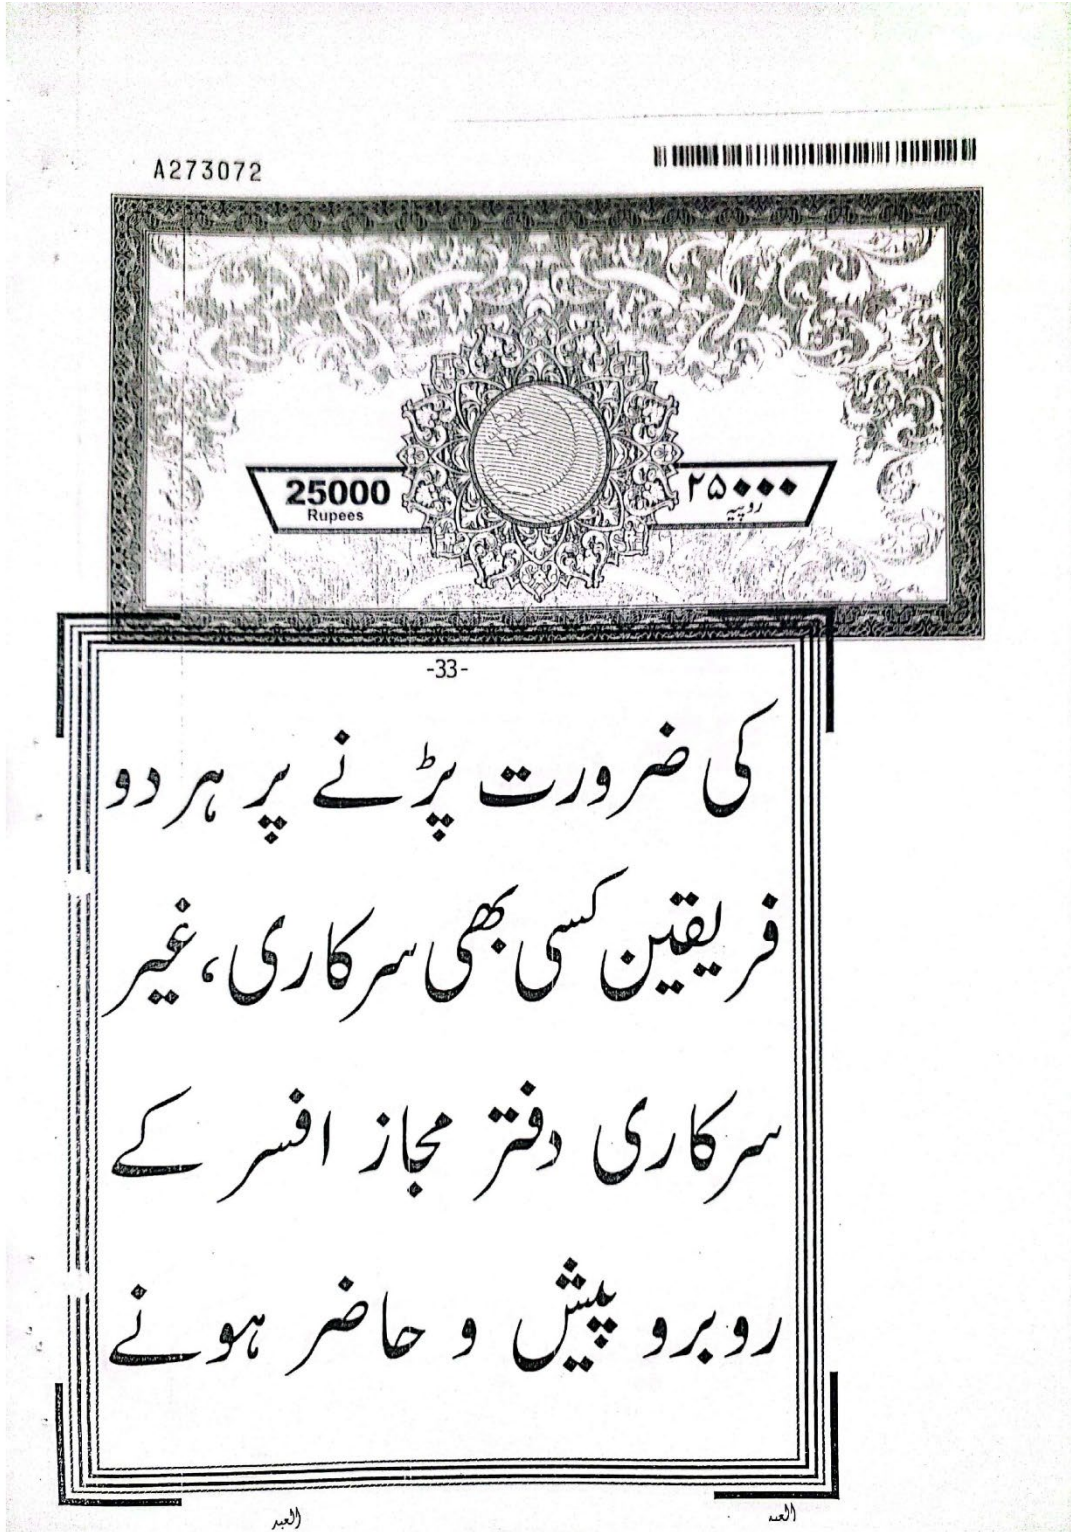 A273072
25000
Rupees
۲۵۰۰۰
روپیہ
-33-
کی ضرورت پڑنے پر ہر دو
فریقین کسی بھی سرکاری، غیر
سرکاری دفتر مجاز افسر کے
روبرو پیش و حاضر ہونے
العبد
العبد